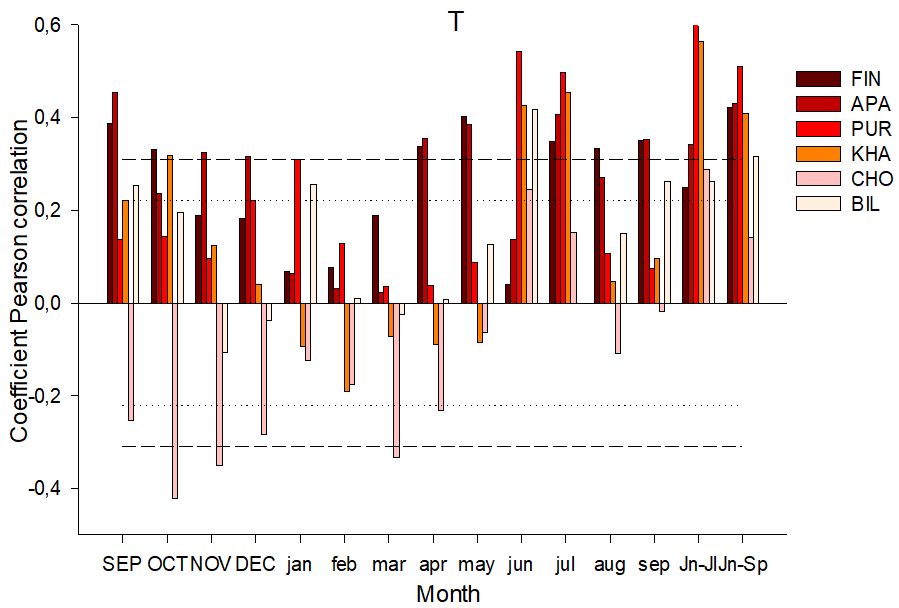 T
0,6
0,4
0,2
0,0
-0,2
-0,4
Coefficient Pearson correlation
SEP OCT NOV DEC jan feb mar apr may jun jul aug sep Jn-Jl Jn-Sp
Month
FIN
APA
PUR
KHA
CHO
BIL